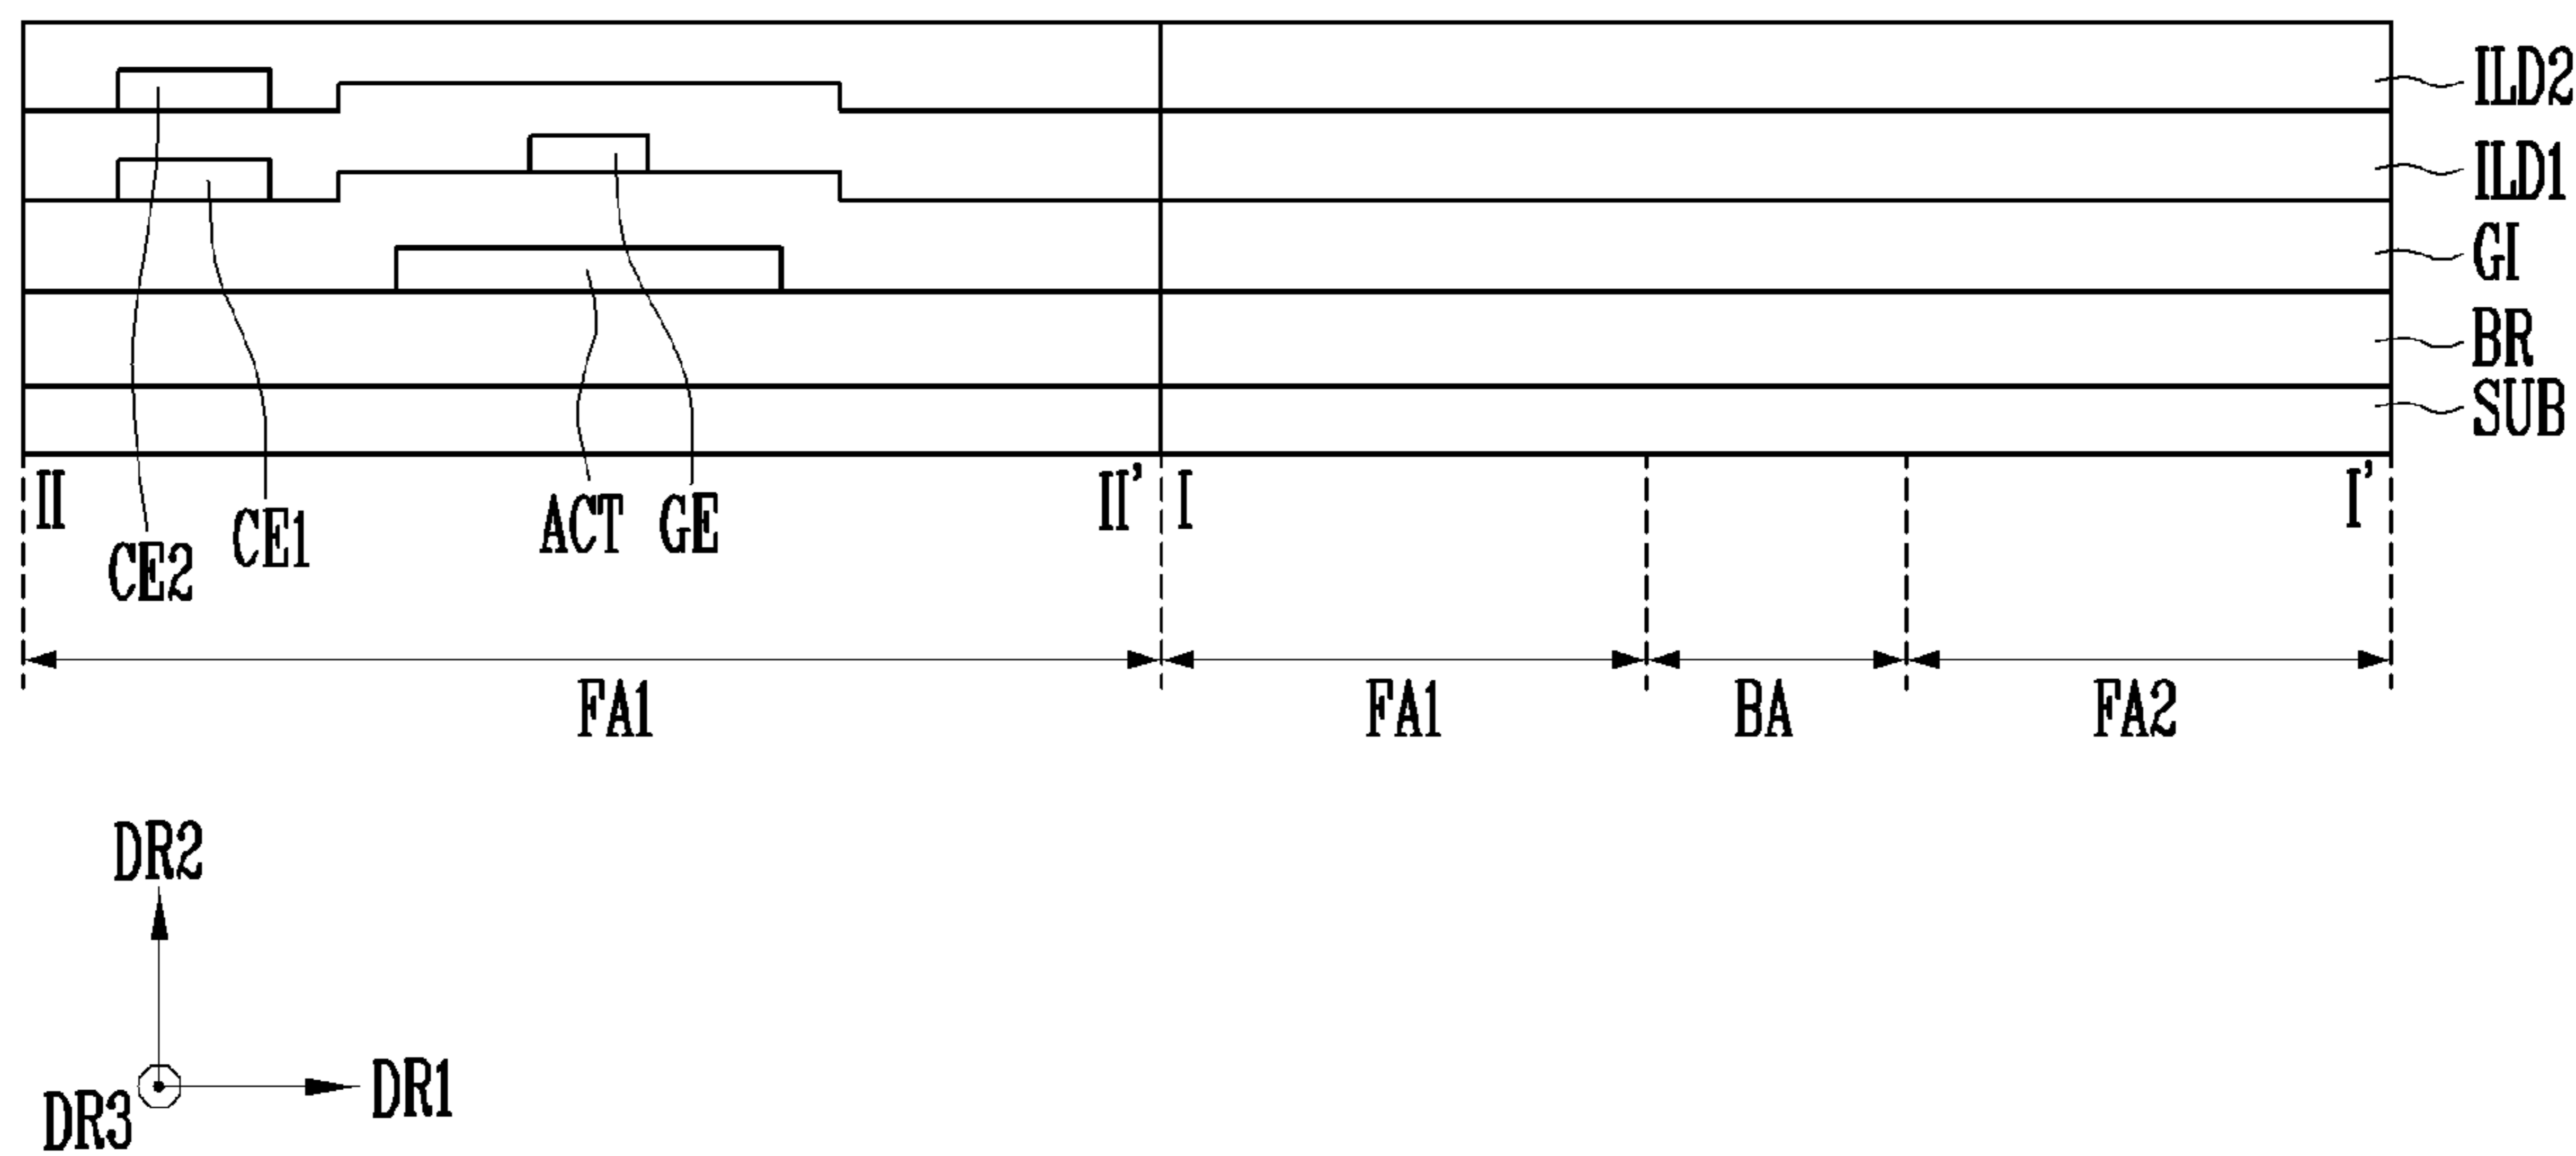 ILD2
ILD1
GI
BR
SUB
II
II'
I
I'
CE2
CE1
ACT
GE
FA1
FA1
BA
FA2
DR2
DR1
DR3